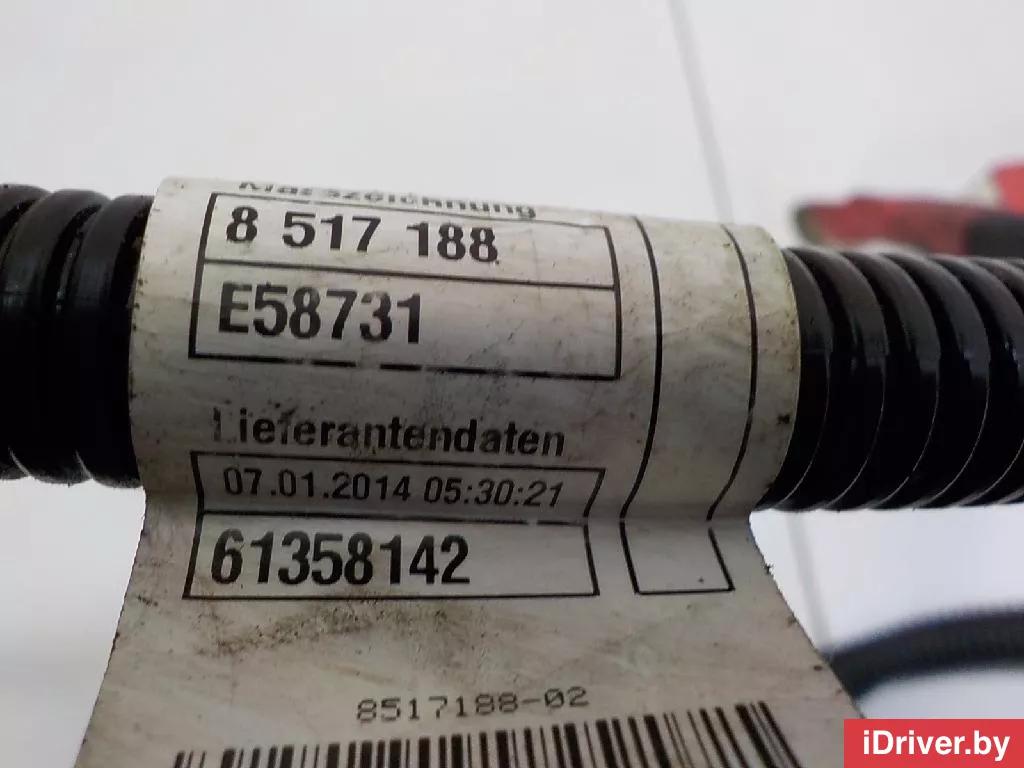 8 517 188
E58731
Lieferantendaten
07.01.2014 05:30:21
61358142
8517188-02
iDriver.by